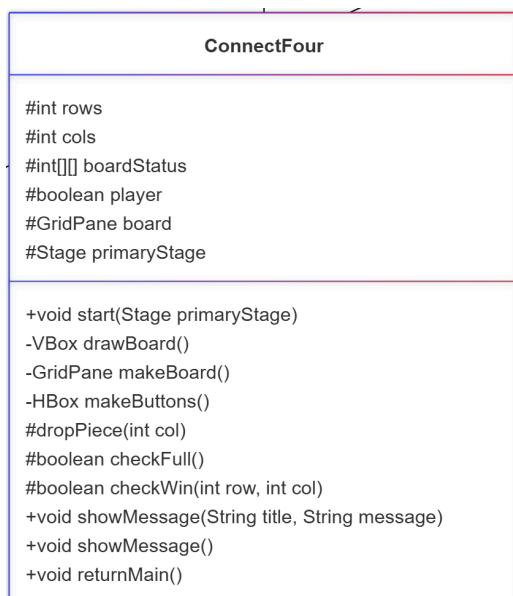 ConnectFour
#int rows
#int cols
#int[][] boardStatus
#boolean player
#GridPane board
#Stage primaryStage
+void start(Stage primaryStage)
-VBox drawBoard()
-GridPane makeBoard()
-HBox makeButtons()
#dropPiece(int col)
#boolean checkFull()
#boolean checkWin(int row, int col)
+void showMessage(String title, String message)
+void showMessage()
+void returnMain()